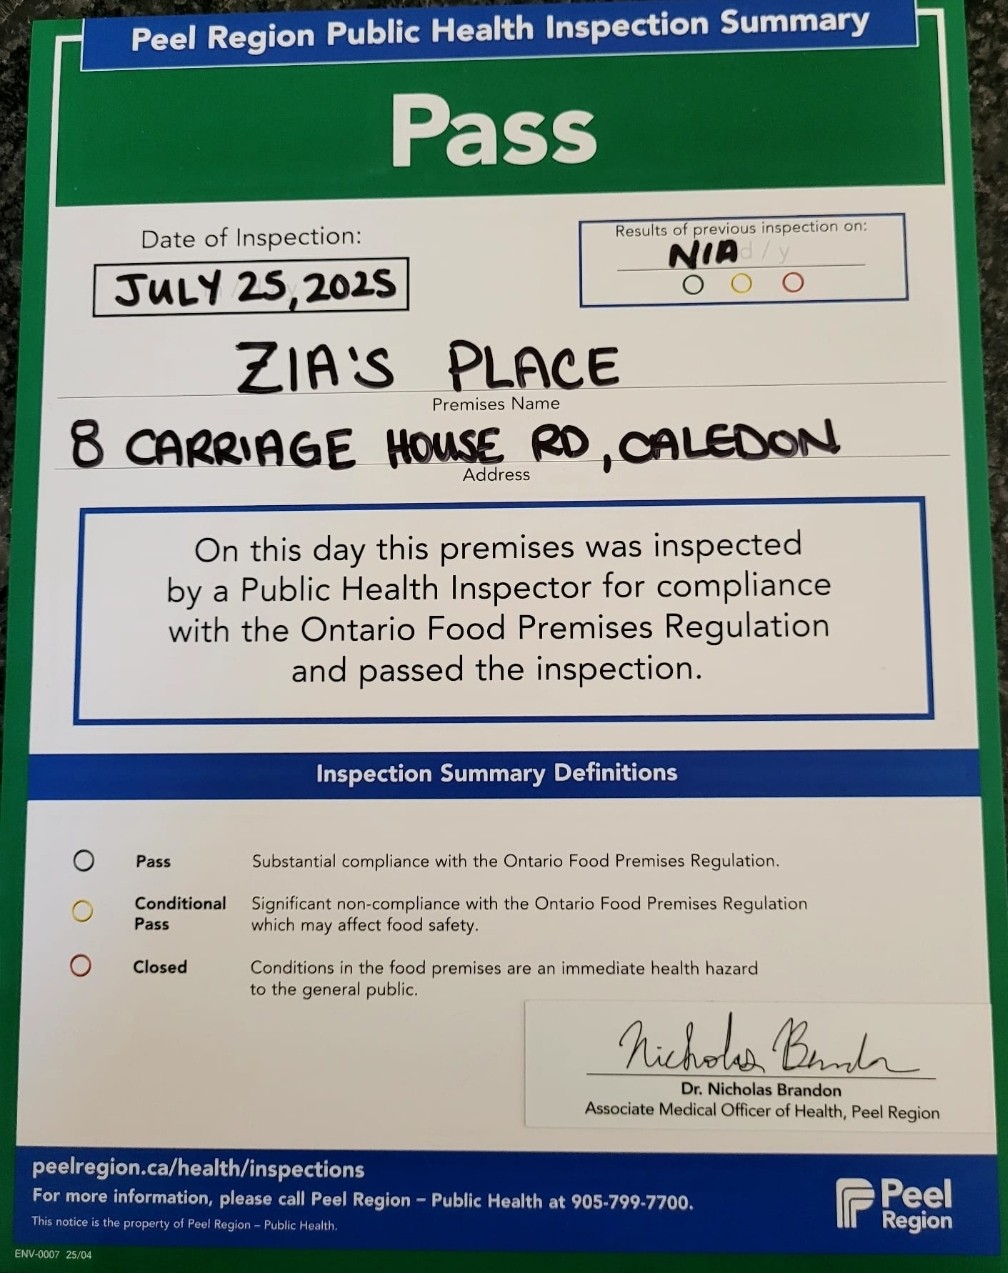 Peel Region Public Health Inspection Summary
Pass
Date of Inspection:
JULY 25, 2025
Results of previous inspection on:
N/A d / y
ZIA'S PLACE
Premises Name
8 CARRIAGE HOUSE RD, CALEDON
Address
On this day this premises was inspected
by a Public Health Inspector for compliance
with the Ontario Food Premises Regulation
and passed the inspection.
Inspection Summary Definitions
Pass Substantial compliance with the Ontario Food Premises Regulation.
Conditional Pass Significant non-compliance with the Ontario Food Premises Regulation
which may affect food safety.
Closed Conditions in the food premises are an immediate health hazard
to the general public.
Nicholas Brandon
Dr. Nicholas Brandon
Associate Medical Officer of Health, Peel Region
peelregion.ca/health/inspections
For more information, please call Peel Region – Public Health at 905-799-7700.
This notice is the property of Peel Region – Public Health.
Peel
Region
ENV-0007 25/04